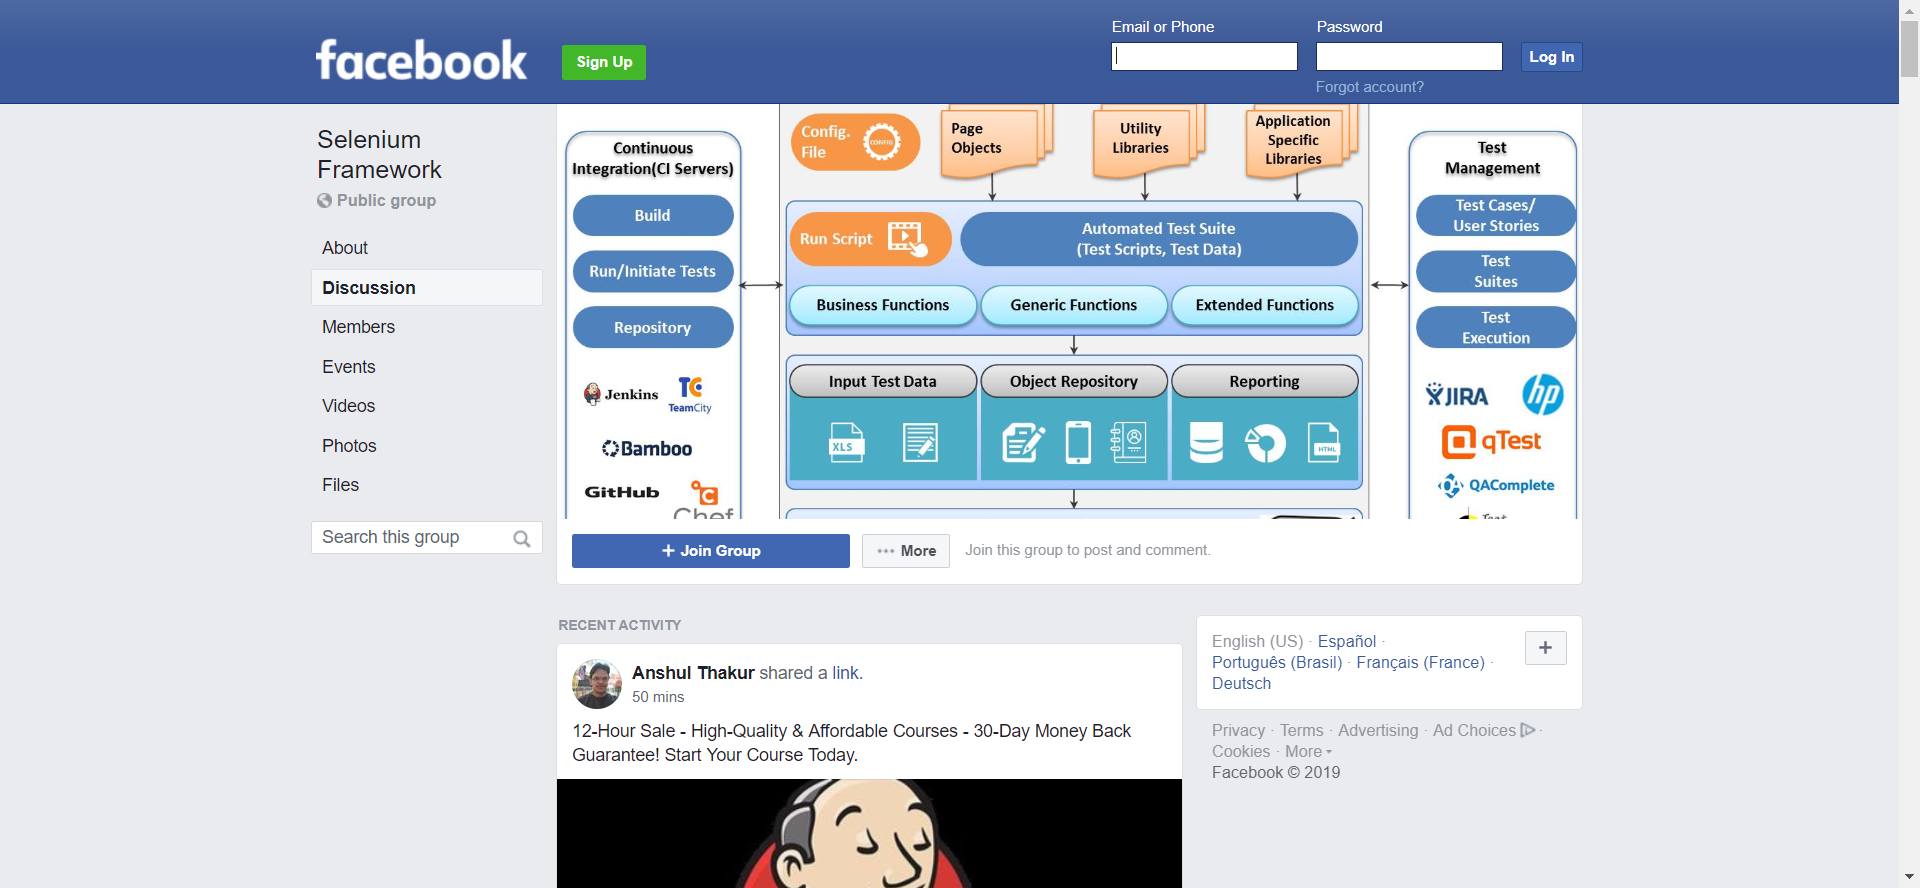 Email or Phone
Password
facebook
Sign Up
Log In
Forgot account?
Selenium
Framework
Public group
About
Discussion
Members
Events
Videos
Photos
Files
Search this group
Continuous
Integration(CI Servers)
Build
Run/Initiate Tests
Repository
Jenkins
TC
TeamCity
Bamboo
GitHub
Chef
Config.
File
CONFIG
Page
Objects
Utility
Libraries
Application
Specific
Libraries
Run Script
Automated Test Suite
(Test Scripts, Test Data)
Business Functions
Generic Functions
Extended Functions
Input Test Data
Object Repository
Reporting
XLS
HTML
Test
Management
Test Cases/
User Stories
Test
Suites
Test
Execution
JIRA
hp
qTest
QAComplete
Test
+ Join Group
··· More
Join this group to post and comment.
RECENT ACTIVITY
Anshul Thakur shared a link.
50 mins
12-Hour Sale - High-Quality & Affordable Courses - 30-Day Money Back
Guarantee! Start Your Course Today.
English (US) · Español ·
Português (Brasil) · Français (France) ·
Deutsch
+
Privacy · Terms · Advertising · Ad Choices ·
Cookies · More
Facebook © 2019